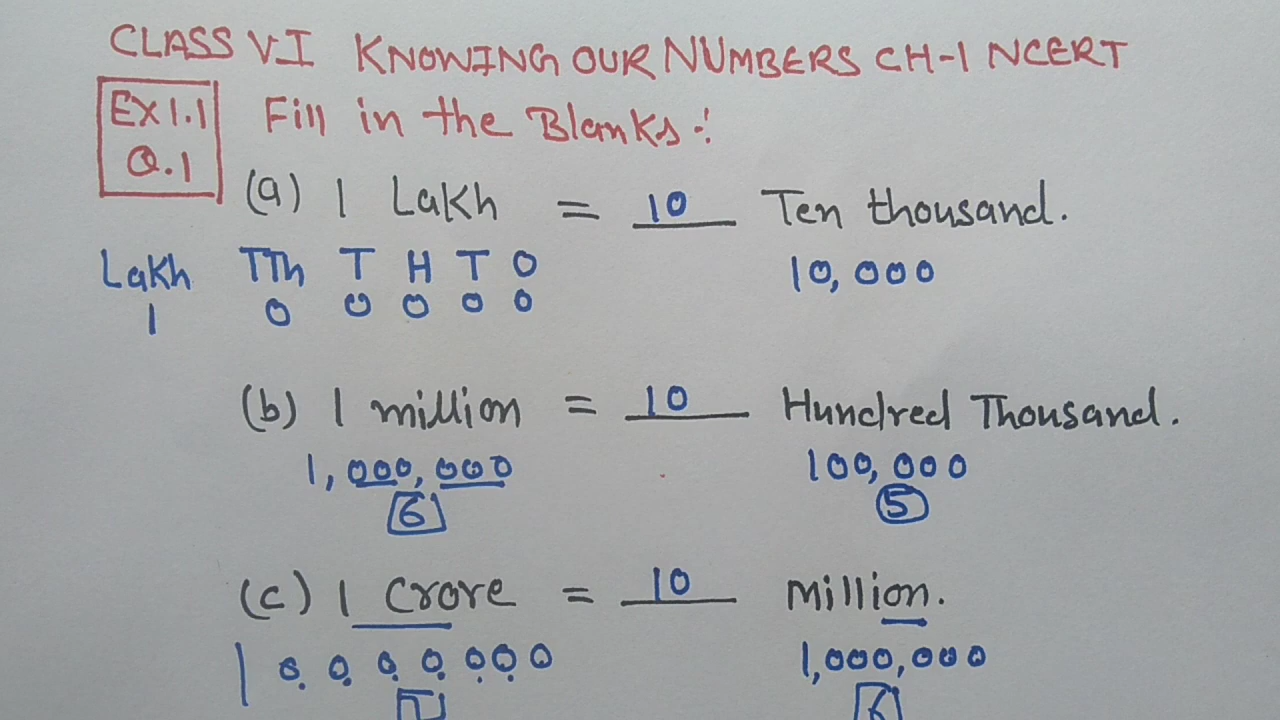 CLASS VI KNOWING OUR NUMBERS CH-1 NCERT
EX 1.1 Fill in the Blanks :
Q.1
(a) 1 Lakh = 10 Ten thousand.
Lakh TTh T H T O 10,000
1 0 0 0 0 0
(b) 1 million = 10 Hundred Thousand.
1,000,000 100,000
6 5
(c) 1 Crore = 10 Million.
1 0 0 0 0 0 0 0 1,000,000
7 6